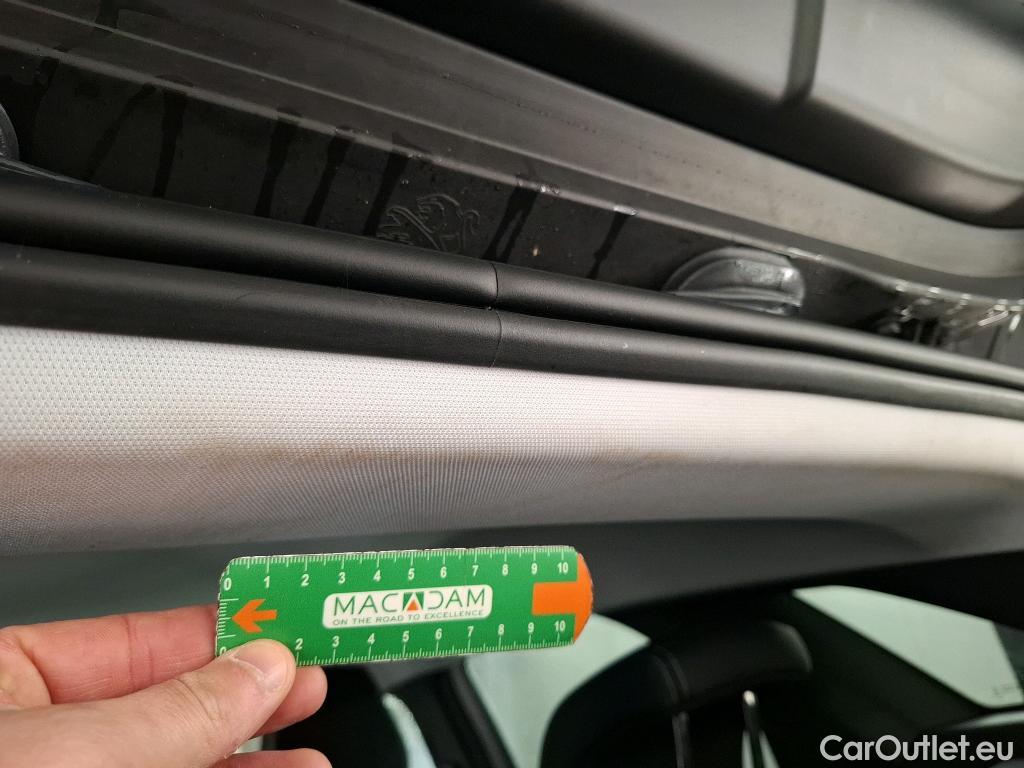 0 1 2 3 4 5 6 7 8 9 10
MACADAM
ON THE ROAD TO EXCELLENCE
0 2 3 4 5 6 7 8 9 10
CarOutlet.eu